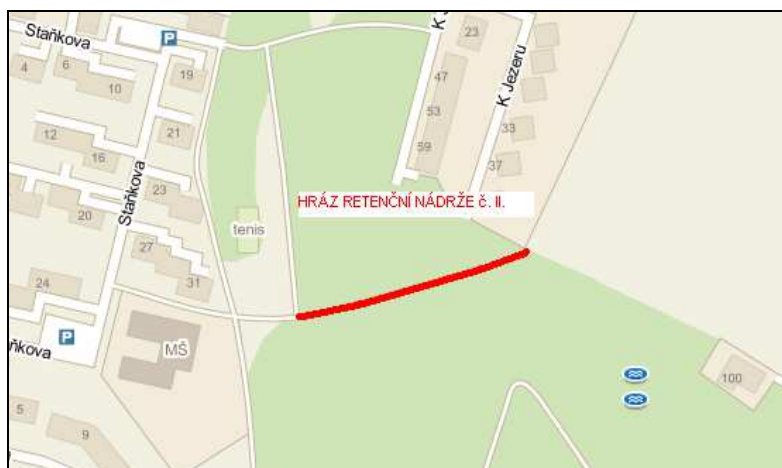 Staňkova
P
K J
23
4
6
10
19
47
K Jezeru
53
12
16
21
33
59
37
23
HRÁZ RETENČNÍ NÁDRŽE č. II.
20
Staňkova
tenis
27
31
24
P
ňkova
MŠ
100
5
9